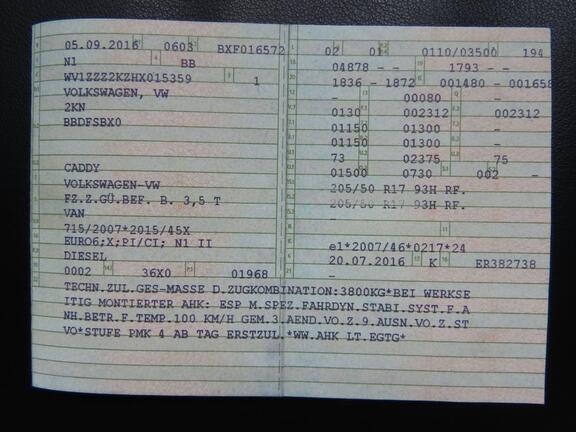 05.09.2016 0603 BXF016572
N1 BB
WV1ZZZ2KZHX015359 1
VOLKSWAGEN, VW
2KN
BBDFSBX0
CADDY
VOLKSWAGEN-VW
FZ.Z.GÜ.BEF. B. 3,5 T
VAN
715/2007*2015/45X
EURO6;X;PI/CI; N1 II
DIESEL
0002 36X0 01968
02 01 0110/03500 194
04878 - - 1793 - -
1836 - 1872 001480 - 001658
- 00080 -
0130 002312 002312
01150 01300 -
01150 01300 -
73 02375 75
01500 0730 002 -
205/50 R17 93H RF.
205/50 R17 93H RF.
-
-
e1*2007/46*0217*24
20.07.2016 K ER382738
-
TECHN.ZUL.GES-MASSE D.ZUGKOMBINATION:3800KG*BEI WERKSE
ITIG MONTIERTER AHK: ESP M.SPEZ.FAHRDYN.STABI.SYST.F.A
NH.BETR.F.TEMP.100 KM/H GEM.3.AEND.VO.Z.9.AUSN.VO.Z.ST
VO*STUFE PMK 4 AB TAG ERSTZUL.*WW.AHK LT.EGTG*